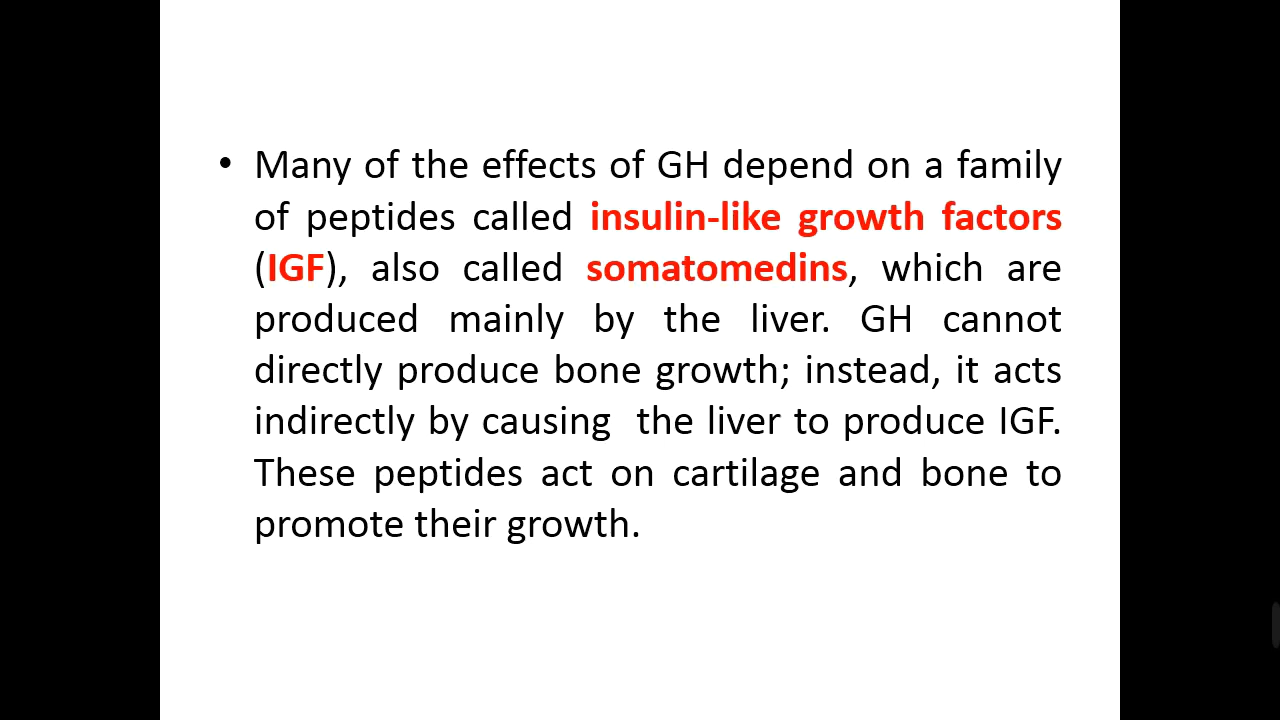 • Many of the effects of GH depend on a family
of peptides called insulin-like growth factors
(IGF), also called somatomedins, which are
produced mainly by the liver. GH cannot
directly produce bone growth; instead, it acts
indirectly by causing  the liver to produce IGF.
These peptides act on cartilage and bone to
promote their growth.